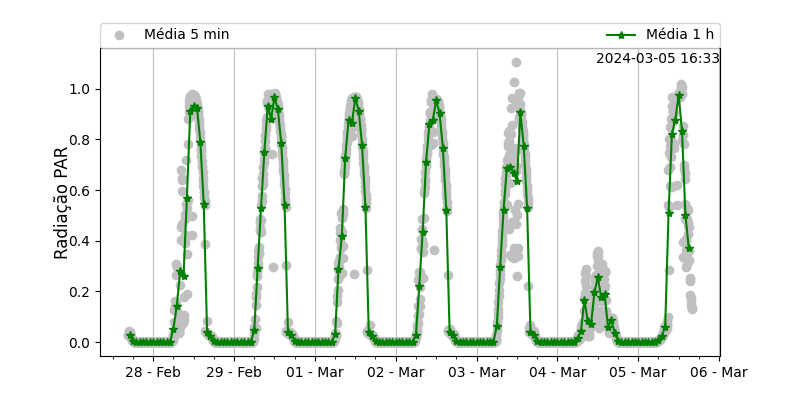 Média 5 min
Média 1 h
2024-03-05 16:33
Radiação PAR
1.0
0.8
0.6
0.4
0.2
0.0
28 - Feb
29 - Feb
01 - Mar
02 - Mar
03 - Mar
04 - Mar
05 - Mar
06 - Mar